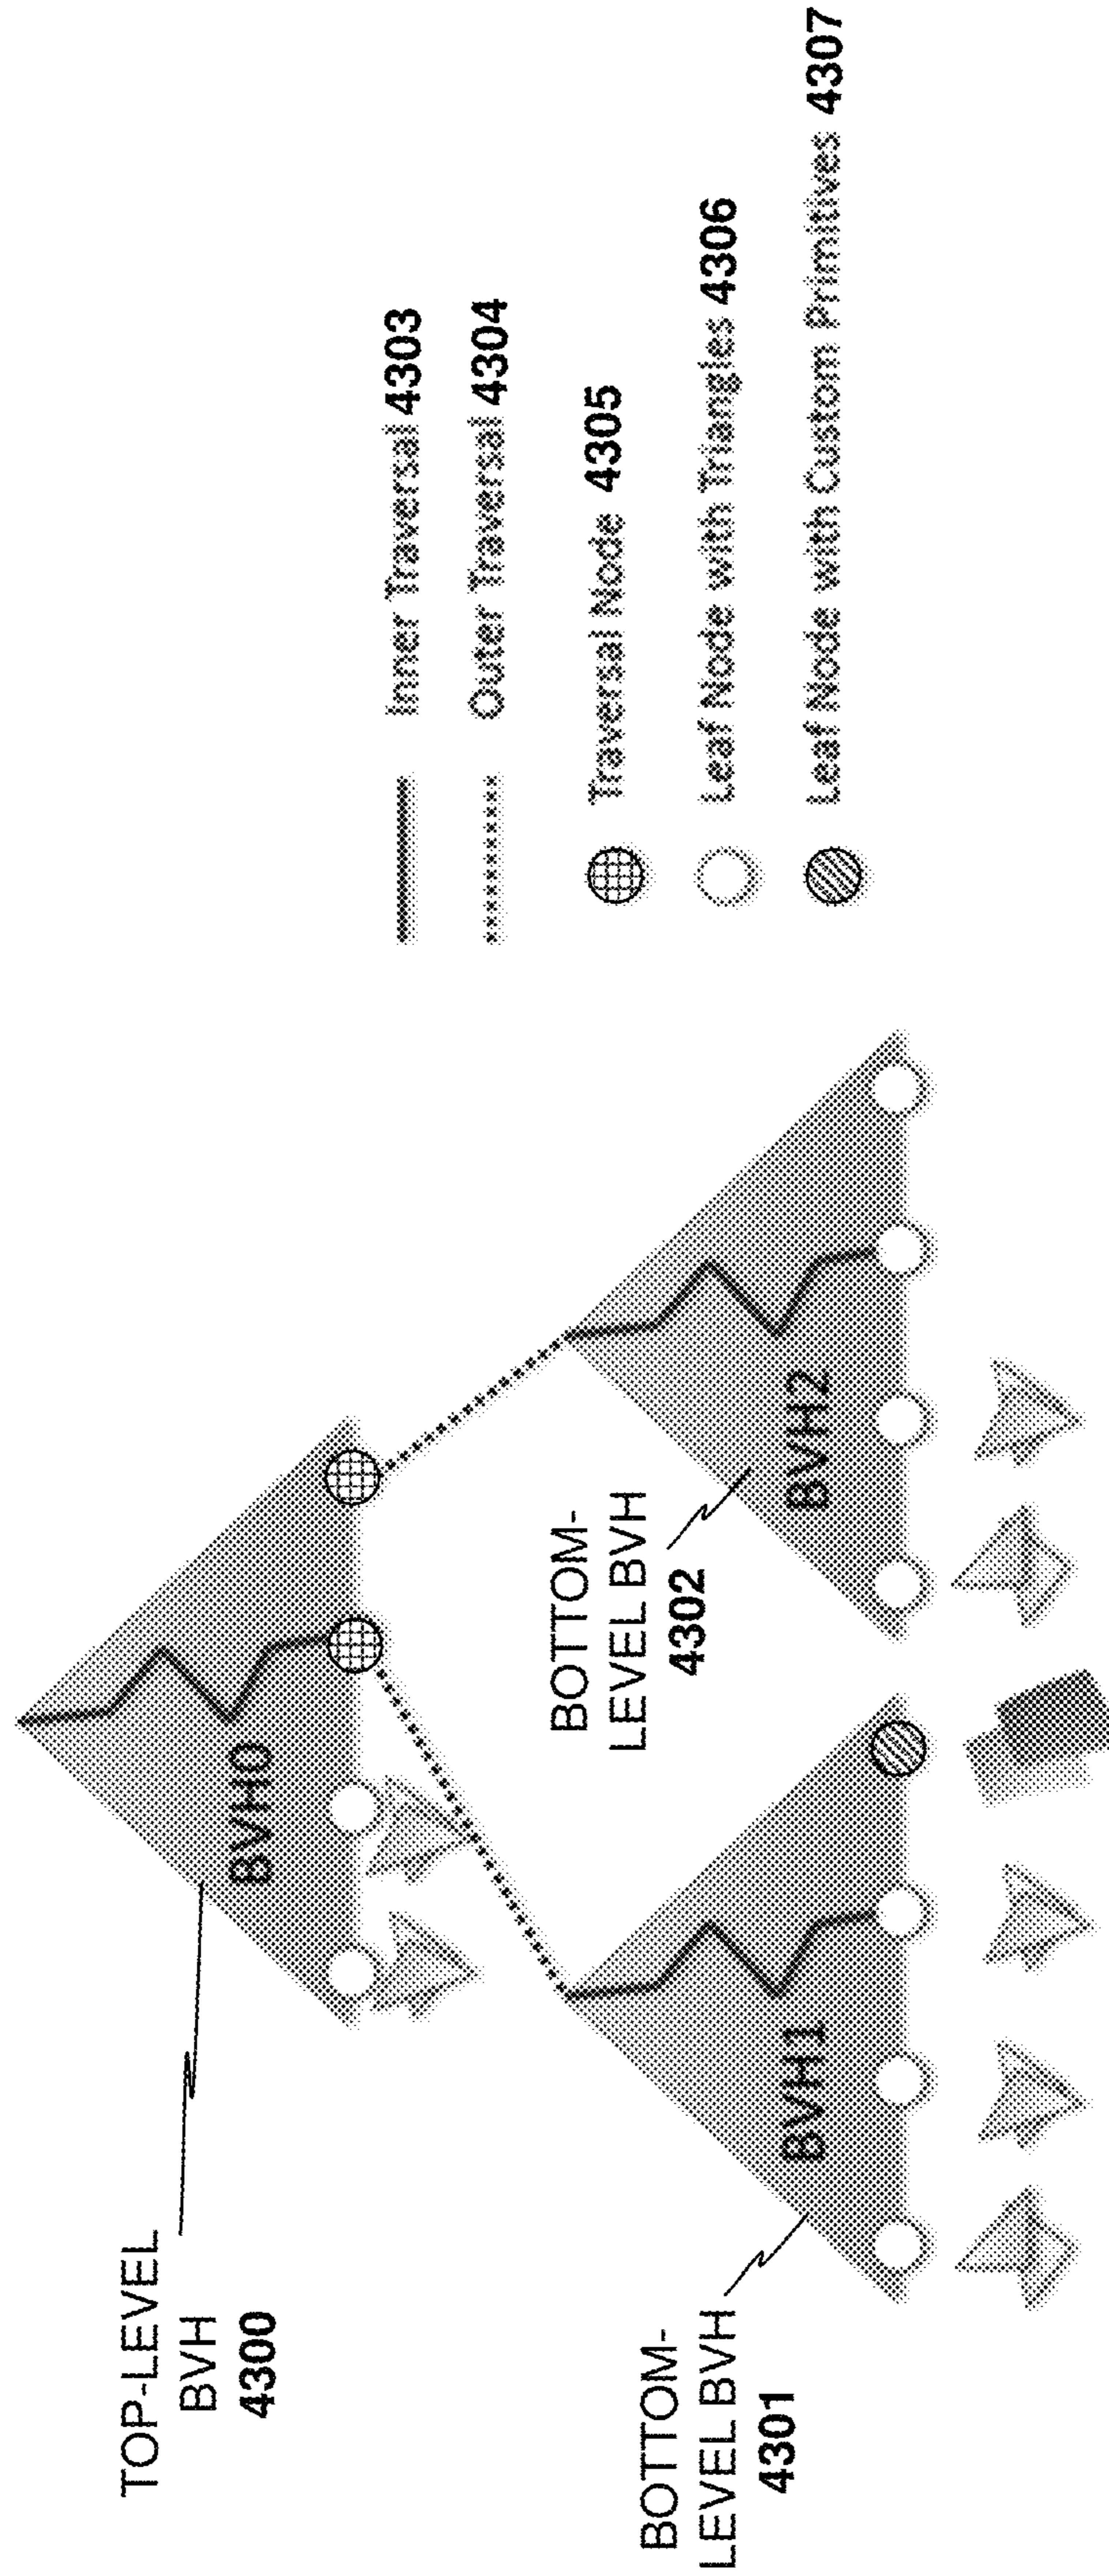 TOP-LEVEL
BVH
4300
BVH0
BOTTOM-
LEVEL BVH
4301
BVH1
BOTTOM-
LEVEL BVH
4302
BVH2
Inner Traversal 4303
Outer Traversal 4304
Traversal Node 4305
Leaf Node with Triangles 4306
Leaf Node with Custom Primitives 4307